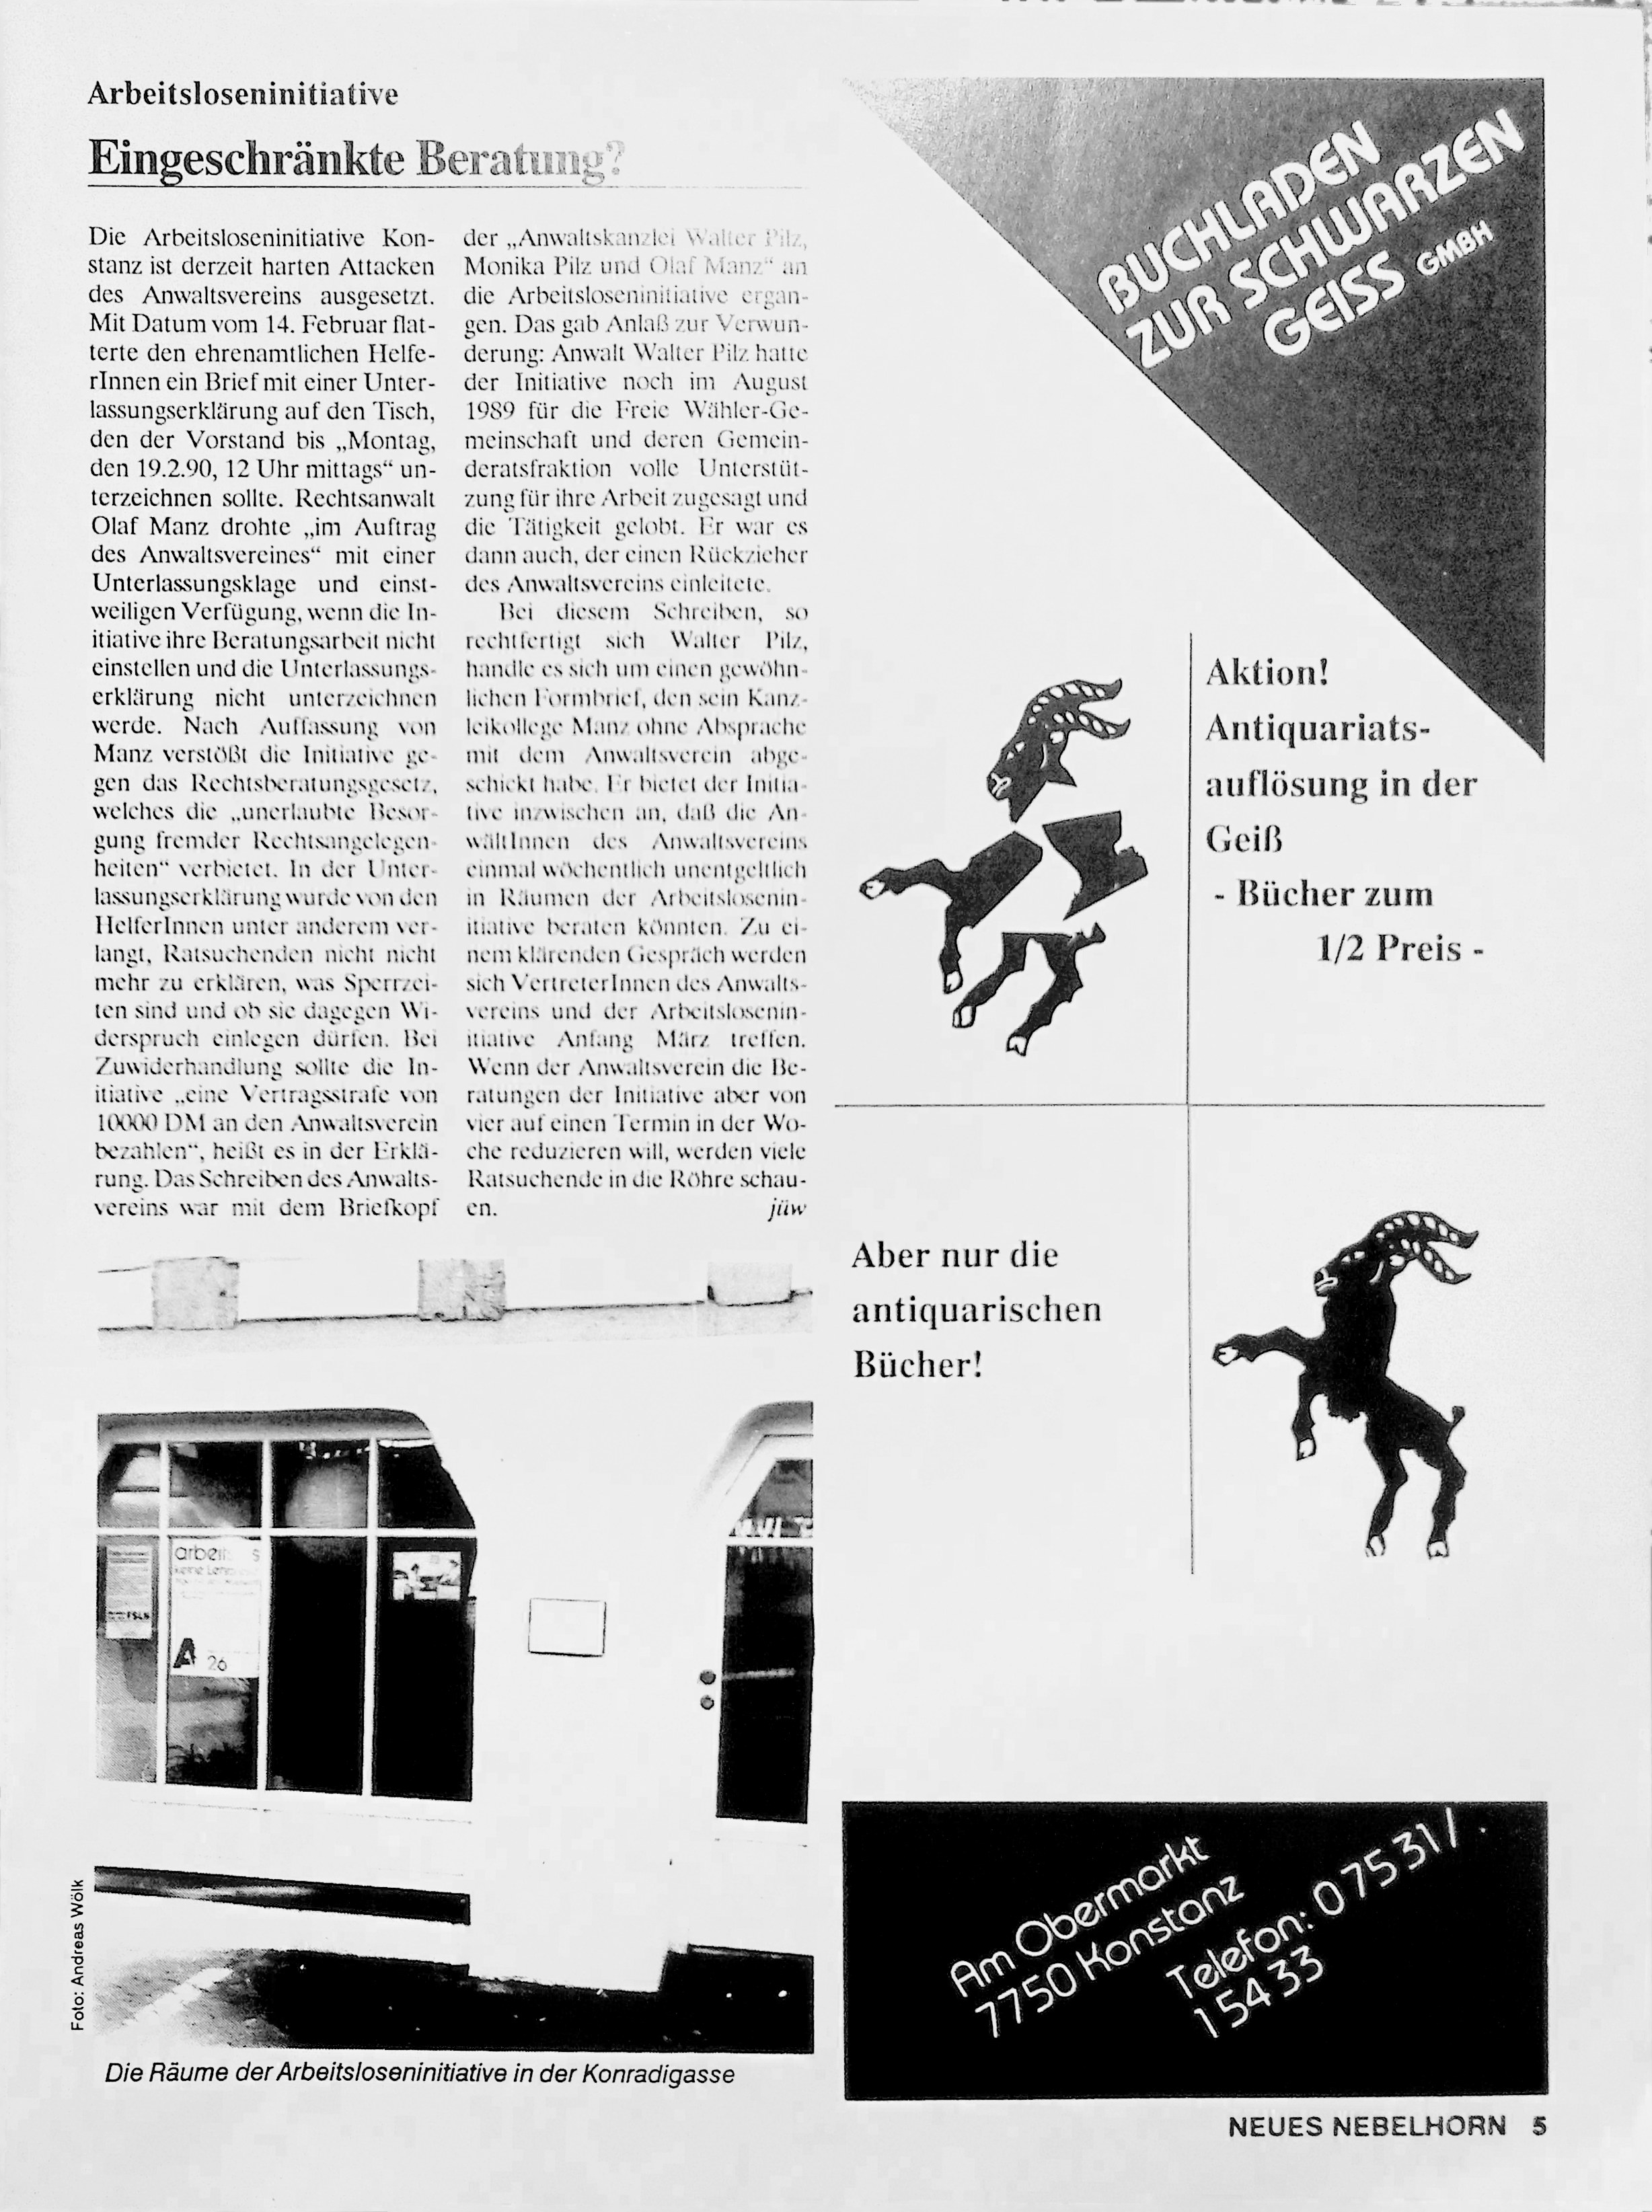 Arbeitsloseninitiative
Eingeschränkte Beratung?
Die Arbeitsloseninitiative Kon-
stanz ist derzeit harten Attacken
des Anwaltsvereins ausgesetzt.
Mit Datum vom 14. Februar flat-
terte den ehrenamtlichen Helfe-
rInnen ein Brief mit einer Unter-
lassungserklärung auf den Tisch,
den der Vorstand bis „Montag,
den 19.2.90, 12 Uhr mittags“ un-
terzeichnen sollte. Rechtsanwalt
Olaf Manz drohte „im Auftrag
des Anwaltsvereines“ mit einer
Unterlassungsklage und einst-
weiligen Verfügung, wenn die In-
itiative ihre Beratungsarbeit nicht
einstellen und die Unterlassungs-
erklärung nicht unterzeichnen
werde. Nach Auffassung von
Manz verstößt die Initiative ge-
gen das Rechtsberatungsgesetz,
welches die „unerlaubte Besor-
gung fremder Rechtsangelegen-
heiten“ verbietet. In der Unter-
lassungserklärung wurde von den
HelferInnen unter anderem ver-
langt, Ratsuchenden nicht nicht
mehr zu erklären, was Sperrzei-
ten sind und ob sie dagegen Wi-
derspruch einlegen dürfen. Bei
Zuwiderhandlung sollte die In-
itiative „eine Vertragsstrafe von
10000 DM an den Anwaltsverein
bezahlen“, heißt es in der Erklä-
rung. Das Schreiben des Anwalts-
vereins war mit dem Briefkopf
der „Anwaltskanzlei Walter Pilz,
Monika Pilz und Olaf Manz“ an
die Arbeitsloseninitiative ergan-
gen. Das gab Anlaß zur Verwun-
derung: Anwalt Walter Pilz hatte
der Initiative noch im August
1989 für die Freie Wähler-Ge-
meinschaft und deren Gemein-
deratsfraktion volle Unterstüt-
zung für ihre Arbeit zugesagt und
die Tätigkeit gelobt. Er war es
dann auch, der einen Rückzieher
des Anwaltsvereins einleitete.
Bei diesem Schreiben, so
rechtfertigt sich Walter Pilz,
handle es sich um einen gewöhn-
lichen Formbrief, den sein Kanz-
leikollege Manz ohne Absprache
mit dem Anwaltsverein abge-
schickt habe. Er bietet der Initia-
tive inzwischen an, daß die An-
wältInnen des Anwaltsvereins
einmal wöchentlich unentgeltlich
in Räumen der Arbeitslosenin-
itiative beraten könnten. Zu ei-
nem klärenden Gespräch werden
sich VertreterInnen des Anwalts-
vereins und der Arbeitslosenin-
itiative Anfang März treffen.
Wenn der Anwaltsverein die Be-
ratungen der Initiative aber von
vier auf einen Termin in der Wo-
che reduzieren will, werden viele
Ratsuchende in die Röhre schau-
en. jüw
FSLN
A 26
Foto: Andreas Wölk
Die Räume der Arbeitsloseninitiative in der Konradigasse
BUCHLADEN
ZUR SCHWARZEN
GEISS GMBH
Aktion!
Antiquariats-
auflösung in der
Geiß
- Bücher zum
1/2 Preis -
Aber nur die
antiquarischen
Bücher!
Am Obermarkt
7750 Konstanz
Telefon: 0 75 31 /
1 54 33
NEUES NEBELHORN 5